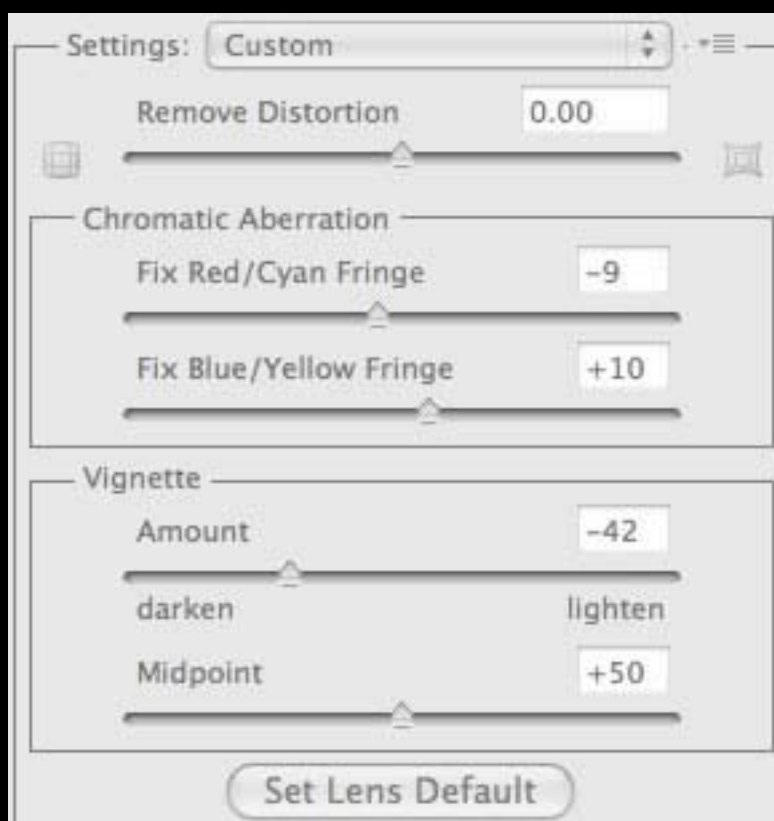 Settings: Custom
Remove Distortion 0.00
Chromatic Aberration
Fix Red/Cyan Fringe -9
Fix Blue/Yellow Fringe +10
Vignette
Amount -42
darken lighten
Midpoint +50
Set Lens Default